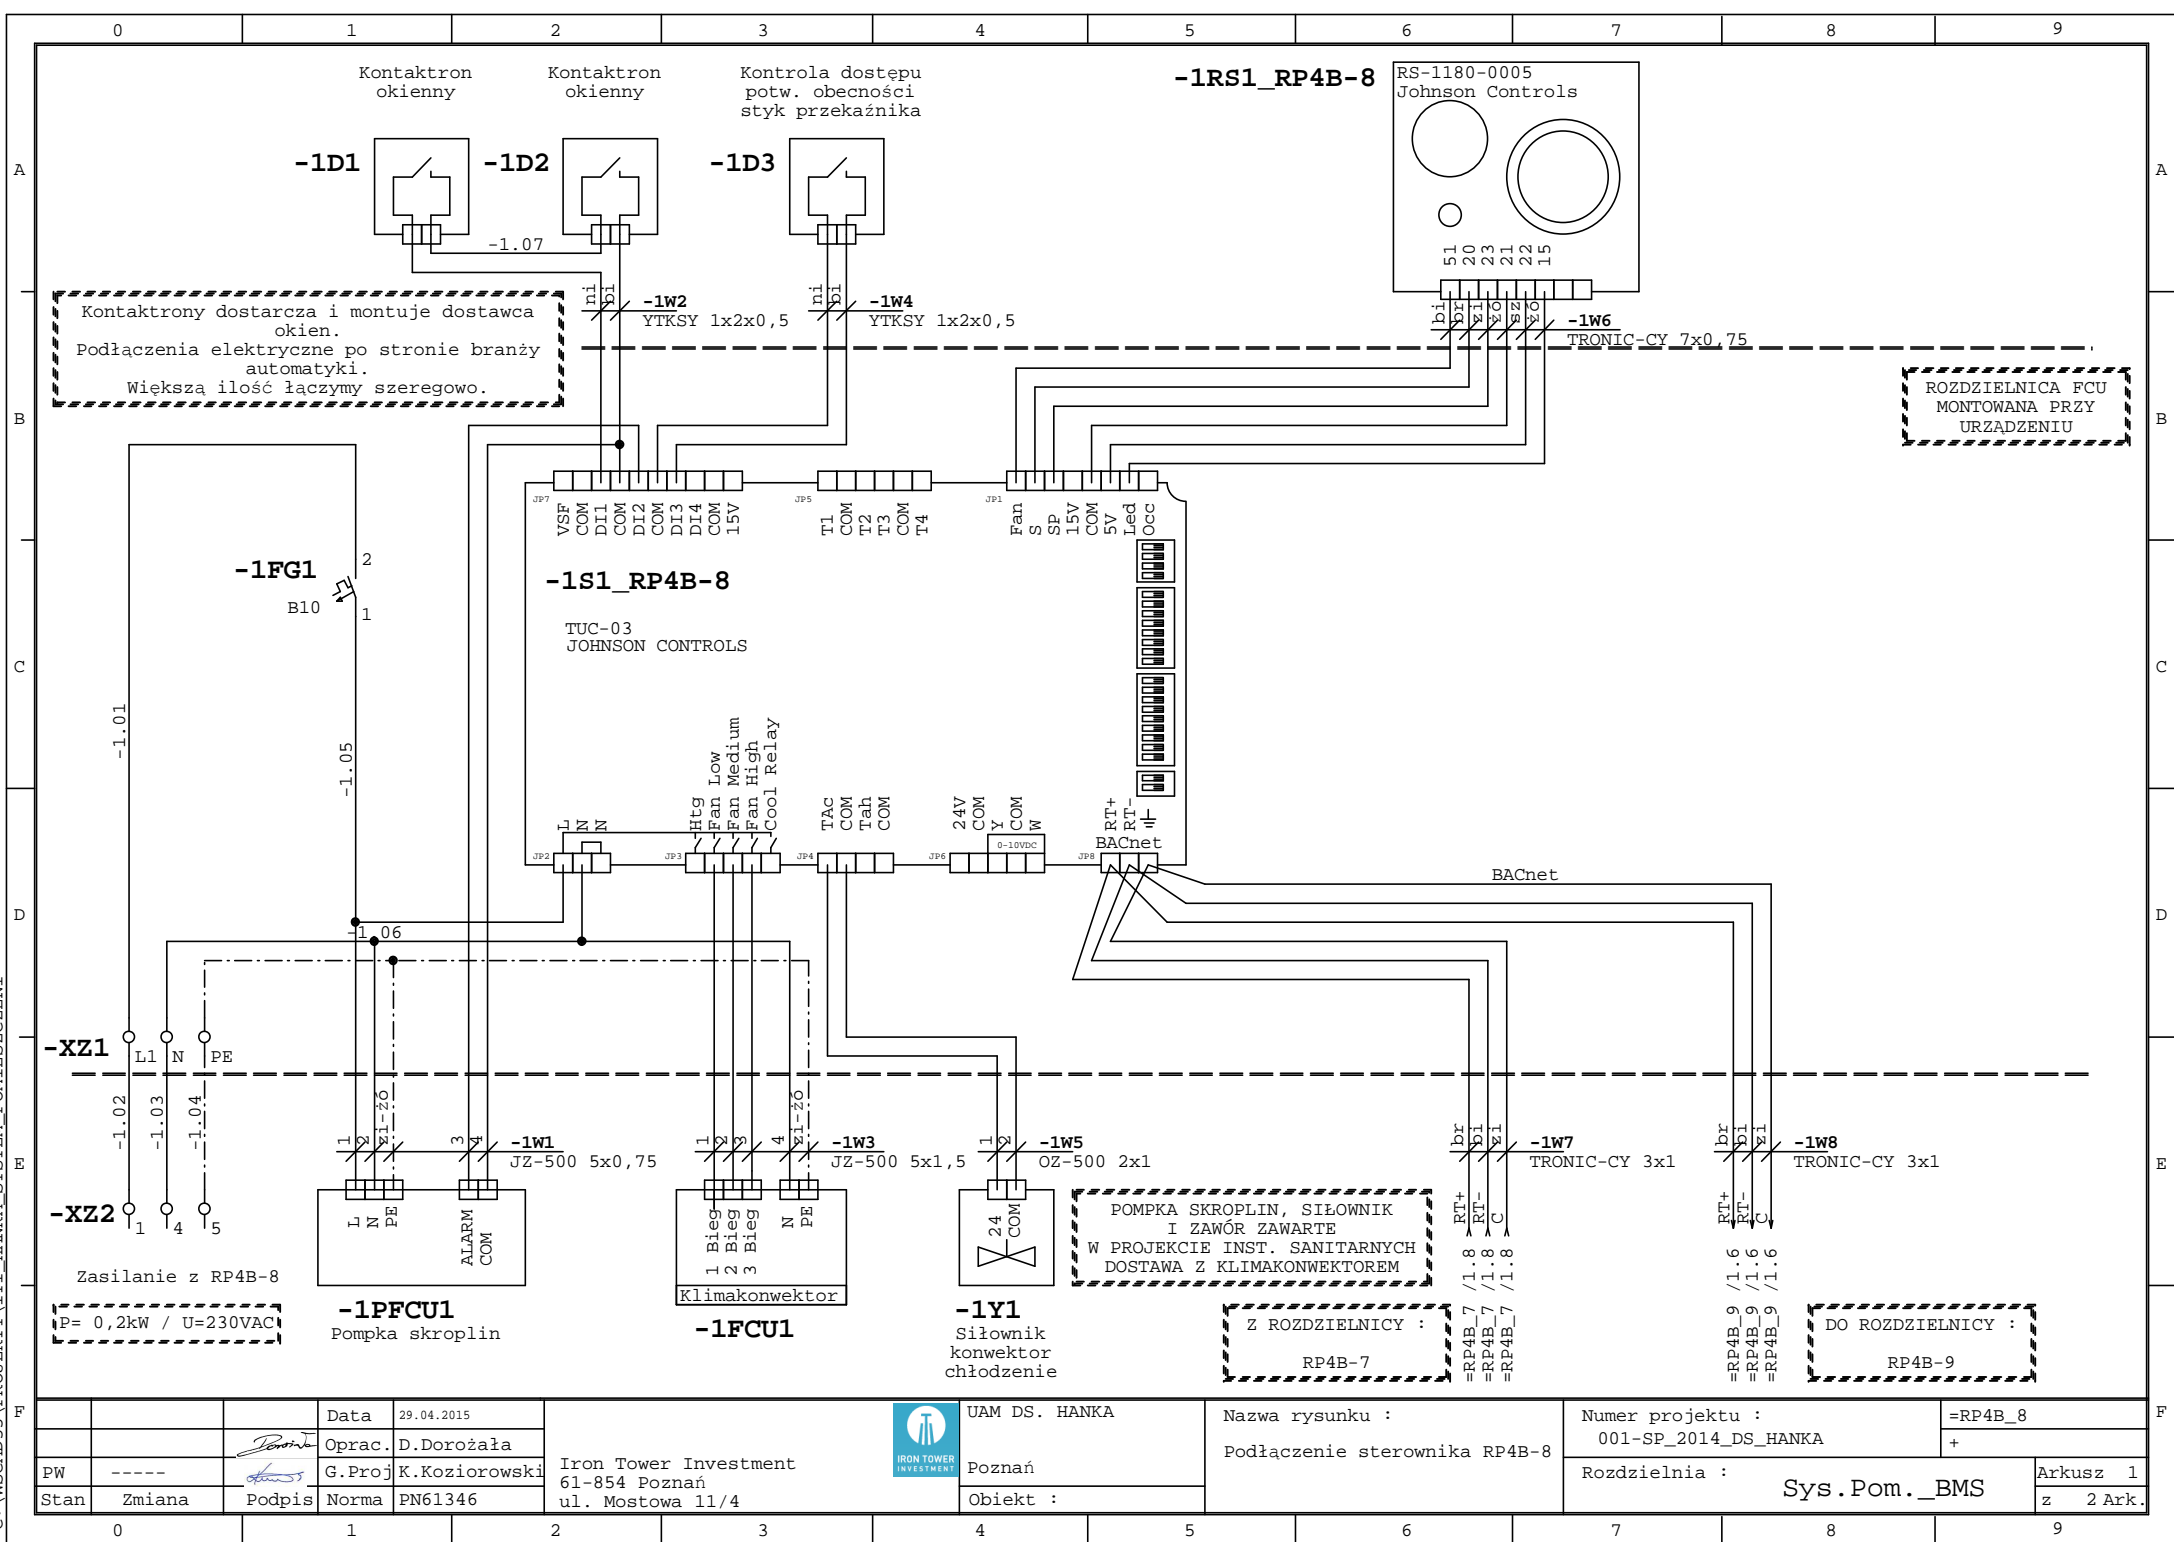 0 1 2 3 4 5 6 7 8 9
Kontaktron
okienny
Kontaktron
okienny
Kontrola dostępu
potw. obecności
styk przekaźnika
-1RS1_RP4B-8
RS-1180-0005
Johnson Controls
A
A
-1D1
-1D2
-1D3
-1.07
51 20 23 21 22 15
Kontaktrony dostarcza i montuje dostawca
okien.
Podłączenia elektryczne po stronie branży
automatyki.
Większą ilość łączymy szeregowo.
ni bi
-1W2
YTKSY 1x2x0,5
ni bi
-1W4
YTKSY 1x2x0,5
bi br zi żó sz żó
-1W6
TRONIC-CY 7x0,75
ROZDZIELNICA FCU
MONTOWANA PRZY
URZĄDZENIU
B
B
JP7
VSF COM DI1 COM DI2 COM DI3 DI4 COM 15V
JP5
T1 COM T2 T3 COM T4
JP1
Fan S SP 15V COM 5V Led Occ
-1FG1
B10
2
1
-1S1_RP4B-8
TUC-03
JOHNSON CONTROLS
C
C
-1.01
-1.05
L N N
Htg Fan Low Fan Medium Fan High Cool Relay
TAc COM Tah COM
24V COM Y COM W
0-10VDC
RT+ RT-
BACnet
JP2
JP3
JP4
JP6
JP8
BACnet
D
D
-1.06
-XZ1
L1 N PE
-1.02
-1.03
-1.04
1 2 zi-żó 3 4
-1W1
JZ-500 5x0,75
1 2 3 4 zi-żó
-1W3
JZ-500 5x1,5
1 2
-1W5
OZ-500 2x1
br bi zi
-1W7
TRONIC-CY 3x1
br bi zi
-1W8
TRONIC-CY 3x1
E
E
-XZ2
1 4 5
L N PE ALARM COM
1 Bieg 2 Bieg 3 Bieg N PE
24 COM
POMPKA SKROPLIN, SIŁOWNIK
I ZAWÓR ZAWARTE
W PROJEKCIE INST. SANITARNYCH
DOSTAWA Z KLIMAKONWEKTOREM
RT+ RT- C
RT+ RT- C
Zasilanie z RP4B-8
P= 0,2kW / U=230VAC
-1PFCU1
Pompka skroplin
Klimakonwektor
-1FCU1
-1Y1
Siłownik
konwektor
chłodzenie
Z ROZDZIELNICY :
RP4B-7
=RP4B_7 /1.8
=RP4B_7 /1.8
=RP4B_7 /1.8
=RP4B_9 /1.6
=RP4B_9 /1.6
=RP4B_9 /1.6
DO ROZDZIELNICY :
RP4B-9
F
F
Data 29.04.2015
Oprac. D.Dorożała
PW ----- G.Proj K.Koziorowski
Stan Zmiana Podpis Norma PN61346
Iron Tower Investment
61-854 Poznań
ul. Mostowa 11/4
IRON TOWER
INVESTMENT
UAM DS. HANKA
Poznań
Obiekt :
Nazwa rysunku :
Podłączenie sterownika RP4B-8
Numer projektu :
001-SP_2014_DS_HANKA
Rozdzielnia :
Sys.Pom._BMS
=RP4B_8
+
Arkusz 1
z 2 Ark.
0 1 2 3 4 5 6 7 8 9